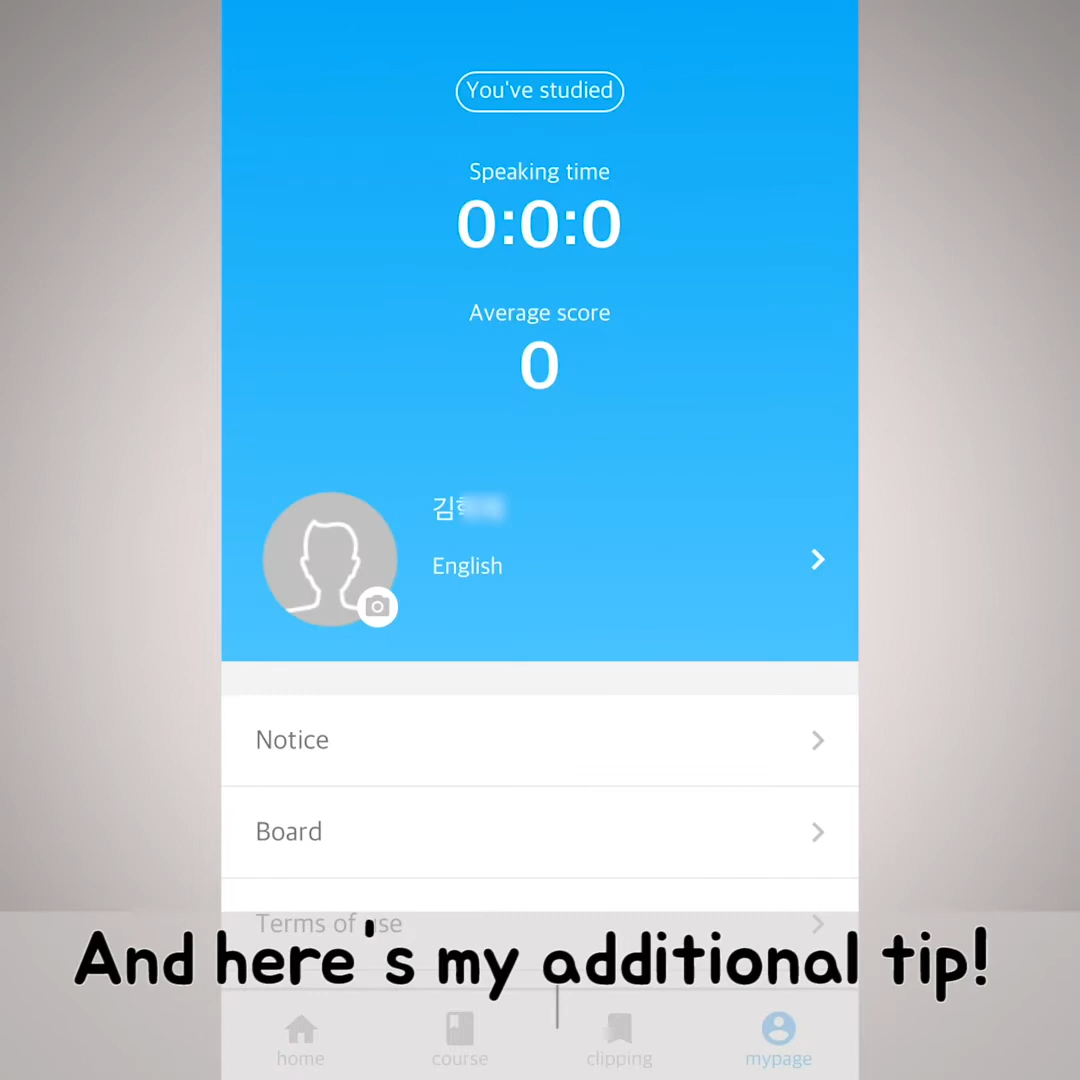 You've studied
Speaking time
0:0:0
Average score
0
김
English
Notice
Board
Terms of use
And here's my additional tip!
home
course
clipping
mypage